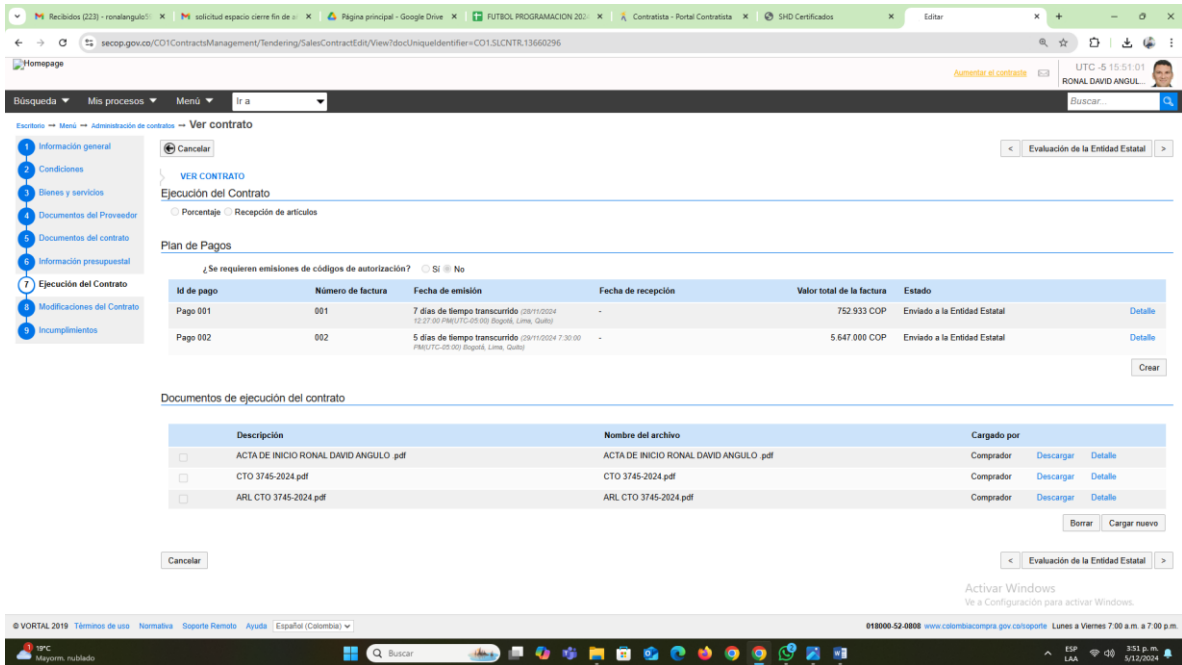 Recibidos (223) - ronalangulo5
solicitud espacio cierre fin de a
Página principal - Google Drive
FUTBOL PROGRAMACION 202
Contratista - Portal Contratista
SHD Certificados
Editar
secop.gov.co/CO1ContractsManagement/Tendering/SalesContractEdit/View?docUniqueIdentifier=CO1.SLCNTR.13660296
Homepage
Aumentar el contraste
UTC -5 15:51:01
RONAL DAVID ANGUL...
Búsqueda Mis procesos Menú Ir a Buscar...
Escritorio → Menú → Administración de contratos → Ver contrato
1 Información general
2 Condiciones
3 Bienes y servicios
4 Documentos del Proveedor
5 Documentos del contrato
6 Información presupuestal
7 Ejecución del Contrato
8 Modificaciones del Contrato
9 Incumplimientos
Cancelar
< Evaluación de la Entidad Estatal >
VER CONTRATO
Ejecución del Contrato
Porcentaje Recepción de artículos
Plan de Pagos
¿Se requieren emisiones de códigos de autorización? Sí No
Id de pago Número de factura Fecha de emisión Fecha de recepción Valor total de la factura Estado
Pago 001 001 7 días de tiempo transcurrido (28/11/2024 12:27:00 PM(UTC-05:00) Bogotá, Lima, Quito) - 752.933 COP Enviado a la Entidad Estatal Detalle
Pago 002 002 5 días de tiempo transcurrido (29/11/2024 7:30:00 PM(UTC-05:00) Bogotá, Lima, Quito) - 5.647.000 COP Enviado a la Entidad Estatal Detalle
Crear
Documentos de ejecución del contrato
Descripción Nombre del archivo Cargado por
ACTA DE INICIO RONAL DAVID ANGULO .pdf ACTA DE INICIO RONAL DAVID ANGULO .pdf Comprador Descargar Detalle
CTO 3745-2024.pdf CTO 3745-2024.pdf Comprador Descargar Detalle
ARL CTO 3745-2024.pdf ARL CTO 3745-2024.pdf Comprador Descargar Detalle
Borrar Cargar nuevo
Cancelar
< Evaluación de la Entidad Estatal >
Activar Windows
Ve a Configuración para activar Windows.
© VORTAL 2019 Términos de uso Normativa Soporte Remoto Ayuda Español (Colombia)
018000-52-0808 www.colombiacompra.gov.co/soporte Lunes a Viernes 7:00 a.m. a 7:00 p.m.
1
19°C
Mayorm. nublado
Buscar
ESP
LAA
3:51 p. m.
5/12/2024